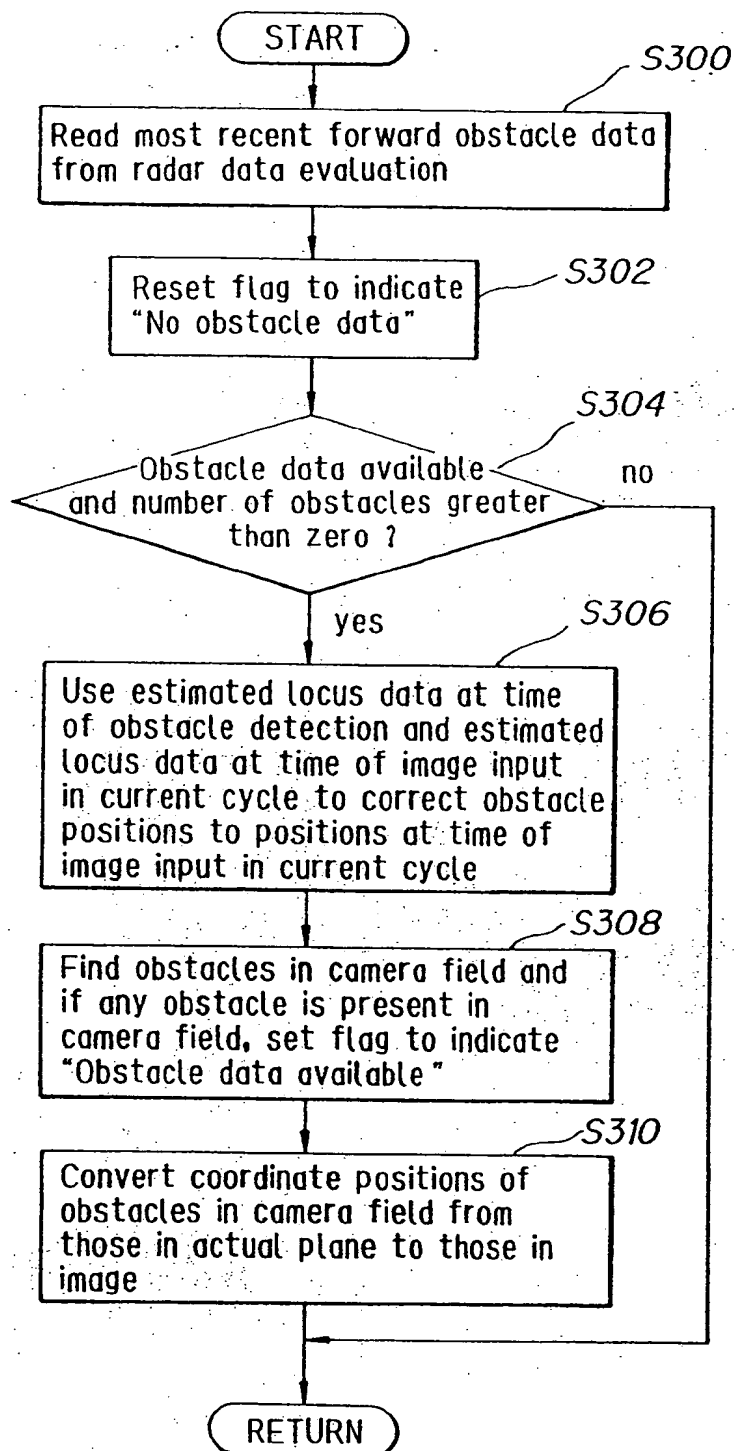 START
S300
Read most recent forward obstacle data
from radar data evaluation
S302
Reset flag to indicate
“No obstacle data”
S304
Obstacle data available
and number of obstacles greater
than zero ?
no
yes
S306
Use estimated locus data at time
of obstacle detection and estimated
locus data at time of image input
in current cycle to correct obstacle
positions to positions at time of
image input in current cycle
S308
Find obstacles in camera field and
if any obstacle is present in
camera field, set flag to indicate
“Obstacle data available”
S310
Convert coordinate positions of
obstacles in camera field from
those in actual plane to those in
image
RETURN